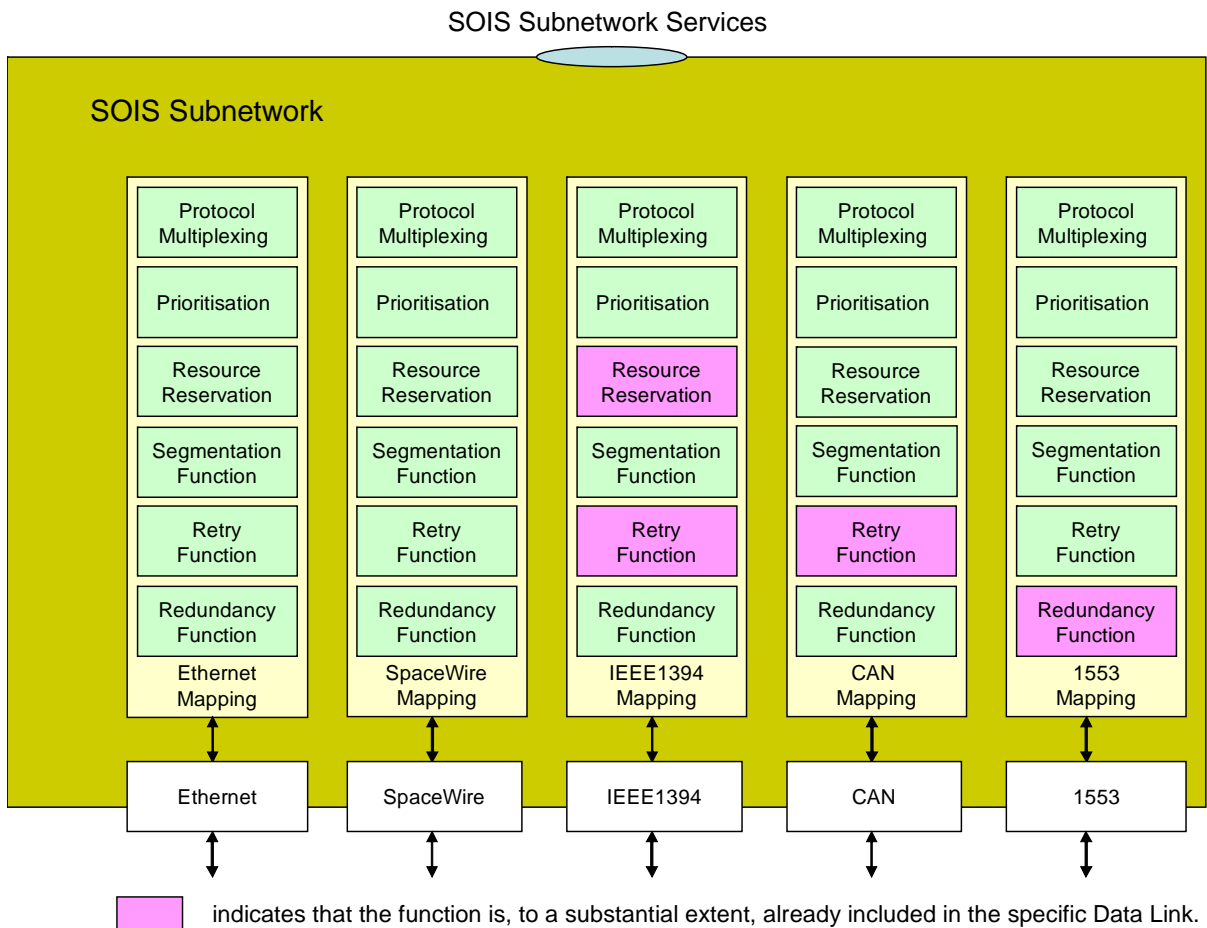 SOIS Subnetwork Services
SOIS Subnetwork
Protocol
Multiplexing
Prioritisation
Resource
Reservation
Segmentation
Function
Retry
Function
Redundancy
Function
Ethernet
Mapping
Ethernet
Protocol
Multiplexing
Prioritisation
Resource
Reservation
Segmentation
Function
Retry
Function
Redundancy
Function
SpaceWire
Mapping
SpaceWire
Protocol
Multiplexing
Prioritisation
Resource
Reservation
Segmentation
Function
Retry
Function
Redundancy
Function
IEEE1394
Mapping
IEEE1394
Protocol
Multiplexing
Prioritisation
Resource
Reservation
Segmentation
Function
Retry
Function
Redundancy
Function
CAN
Mapping
CAN
Protocol
Multiplexing
Prioritisation
Resource
Reservation
Segmentation
Function
Retry
Function
Redundancy
Function
1553
Mapping
1553
indicates that the function is, to a substantial extent, already included in the specific Data Link.